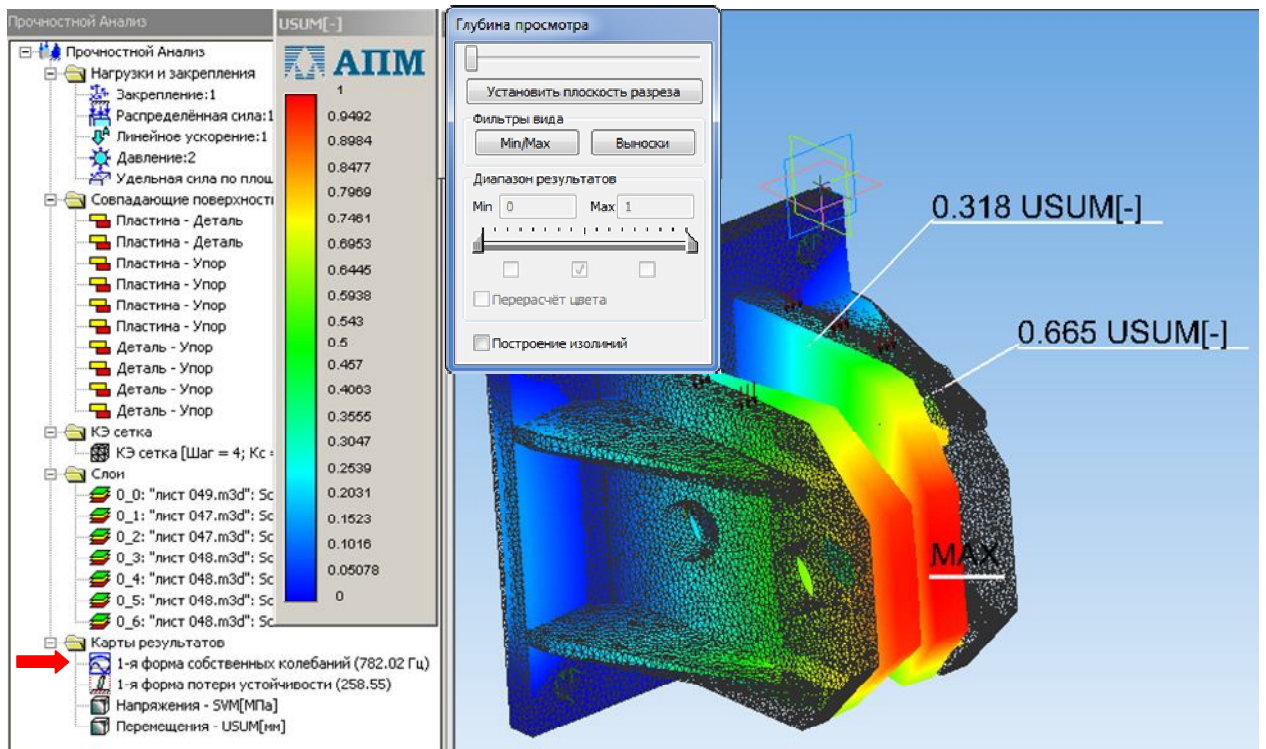 Прочностной Анализ
Прочностной Анализ
Нагрузки и закрепления
Закрепление:1
Распределённая сила:1
Линейное ускорение:1
Давление:2
Удельная сила по площ
Совпадающие поверхност
Пластина - Деталь
Пластина - Деталь
Пластина - Упор
Пластина - Упор
Пластина - Упор
Пластина - Упор
Деталь - Упор
Деталь - Упор
Деталь - Упор
Деталь - Упор
КЭ сетка
КЭ сетка [Шаг = 4; Кс =
Слои
0_0: "лист 049.m3d": Sc
0_1: "лист 047.m3d": Sc
0_2: "лист 047.m3d": Sc
0_3: "лист 048.m3d": Sc
0_4: "лист 048.m3d": Sc
0_5: "лист 048.m3d": Sc
0_6: "лист 048.m3d": Sc
Карты результатов
1-я форма собственных колебаний (782.02 Гц)
1-я форма потери устойчивости (258.55)
Напряжения - SVM[МПа]
Перемещения - USUM[мм]
USUM[-]
АПМ
1
0.9492
0.8984
0.8477
0.7969
0.7461
0.6953
0.6445
0.5938
0.543
0.5
0.457
0.4063
0.3555
0.3047
0.2539
0.2031
0.1523
0.1016
0.05078
0
Глубина просмотра
Установить плоскость разреза
Фильтры вида
Min/Max
Выноски
Диапазон результатов
Min 0 Max 1
Перерасчёт цвета
Построение изолиний
0.318 USUM[-]
0.665 USUM[-]
MAX